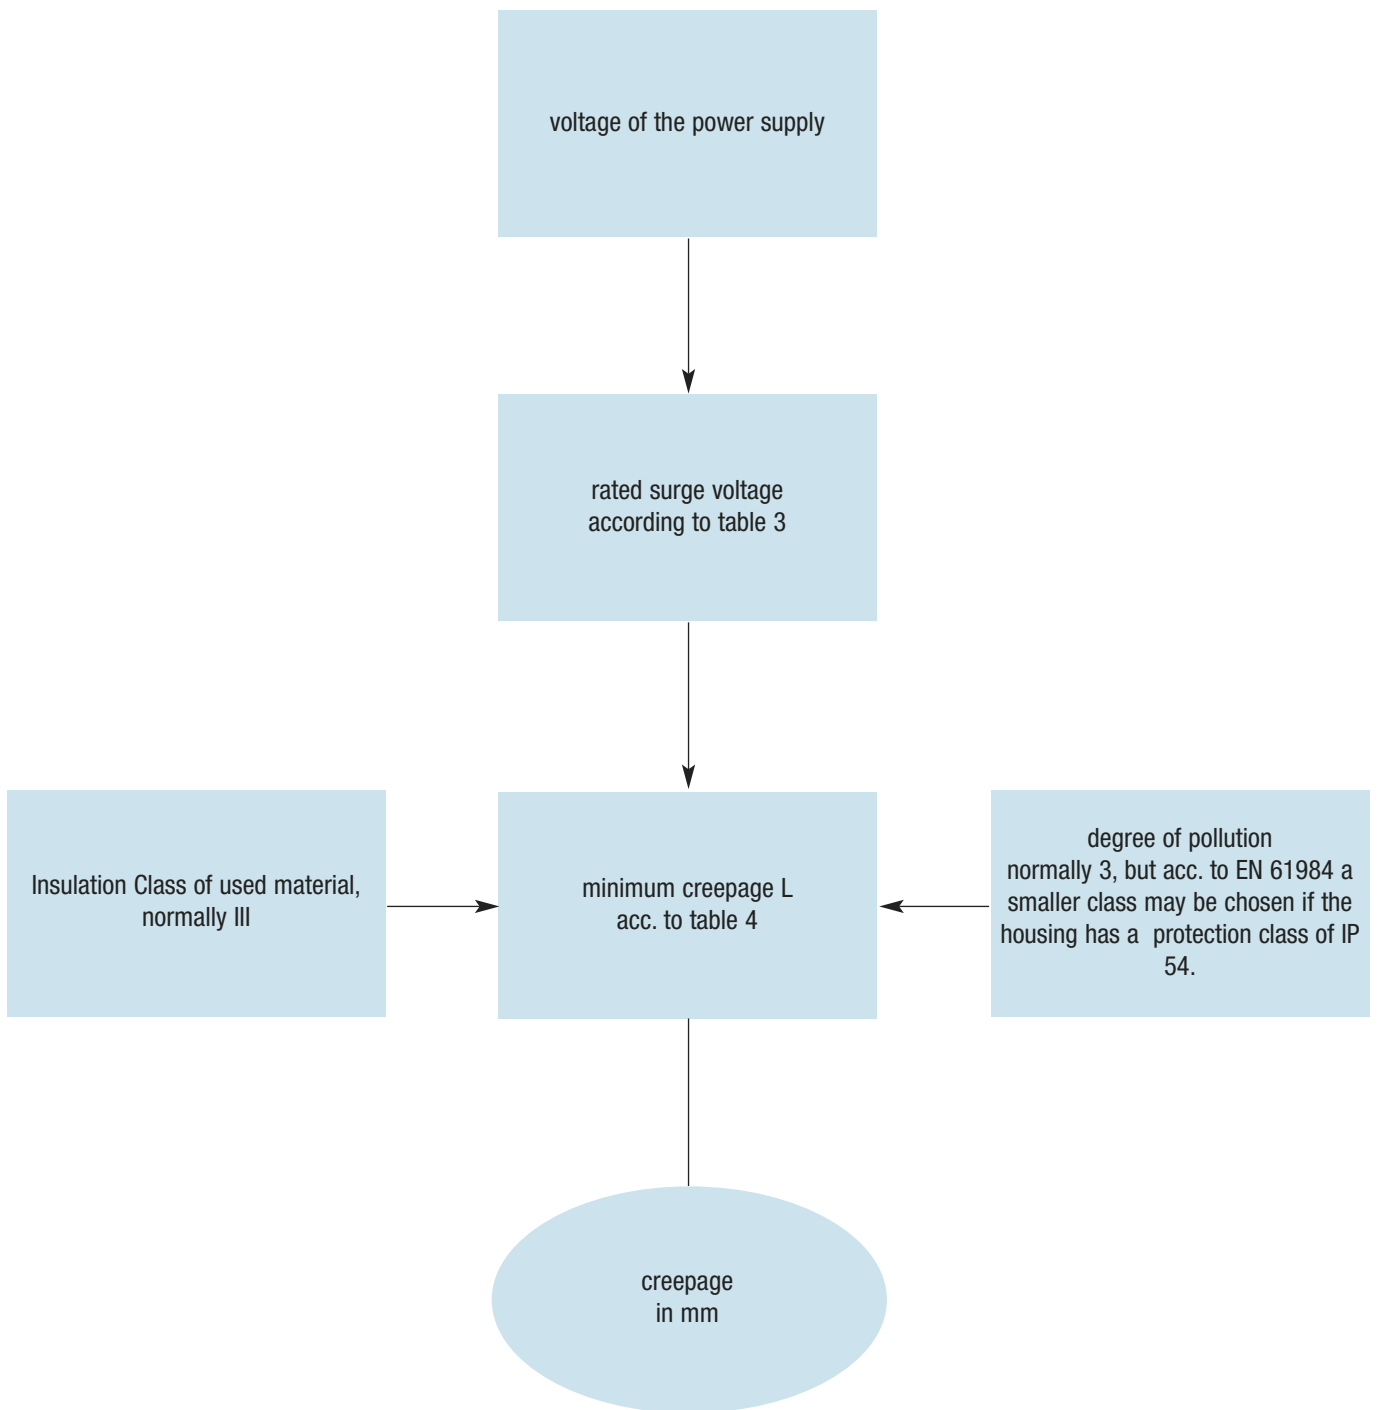 voltage of the power supply
rated surge voltage
according to table 3
Insulation Class of used material,
normally III
minimum creepage L
acc. to table 4
degree of pollution
normally 3, but acc. to EN 61984 a
smaller class may be chosen if the
housing has a  protection class of IP
54.
creepage
in mm